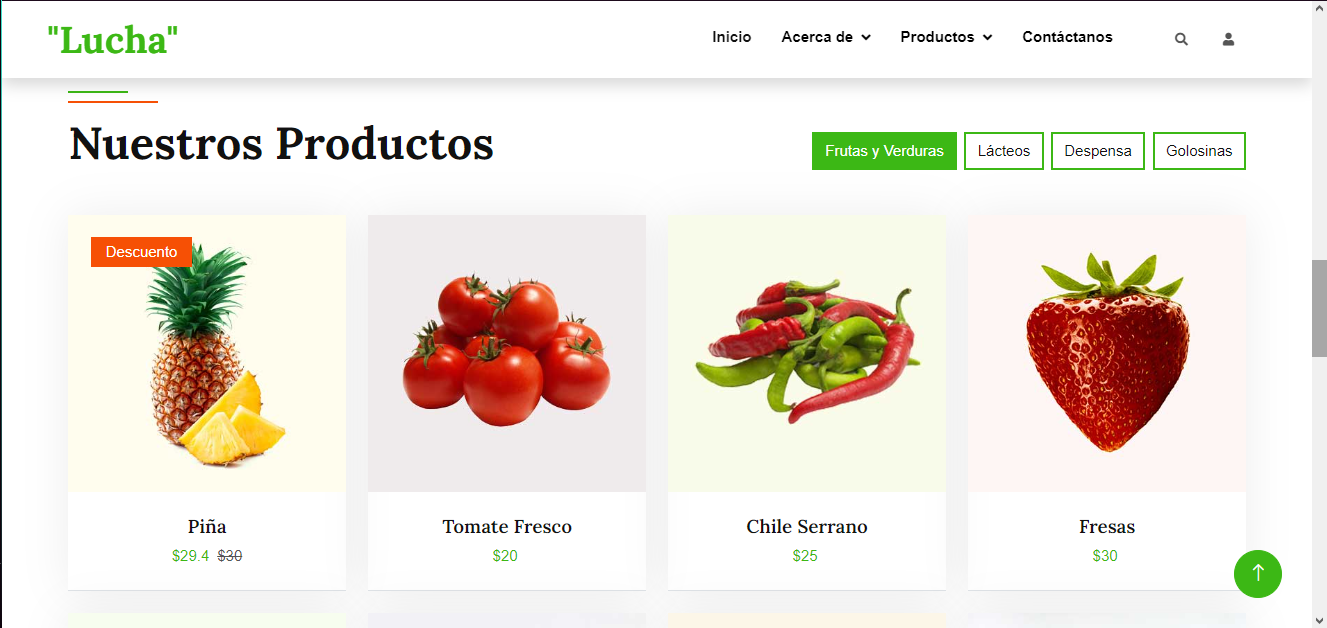 "Lucha"
Inicio
Acerca de
Productos
Contáctanos
Nuestros Productos
Frutas y Verduras
Lácteos
Despensa
Golosinas
Descuento
Piña
$29.4 $30
Tomate Fresco
$20
Chile Serrano
$25
Fresas
$30